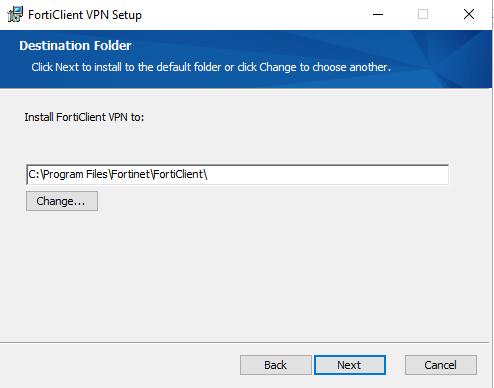 FortiClient VPN Setup
Destination Folder
Click Next to install to the default folder or click Change to choose another.
Install FortiClient VPN to:
C:\Program Files\Fortinet\FortiClient\
Change...
Back Next Cancel